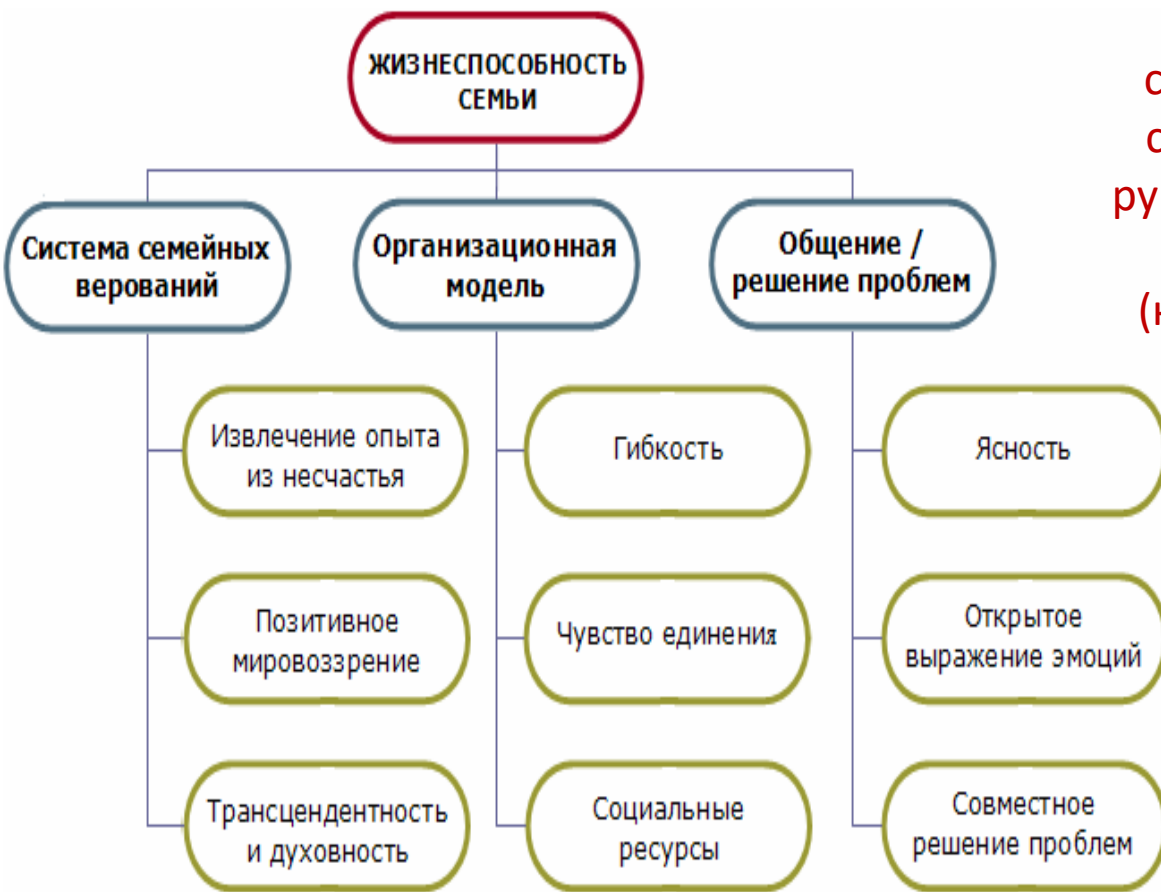 ЖИЗНЕСПОСОБНОСТЬ
СЕМЬИ
Система семейных
верований
Организационная
модель
Общение /
решение проблем
Извлечение опыта
из несчастья
Гибкость
Ясность
Позитивное
мировоззрение
Чувство единения
Открытое
выражение эмоций
Трансцендентность
и духовность
Социальные
ресурсы
Совместное
решение проблем